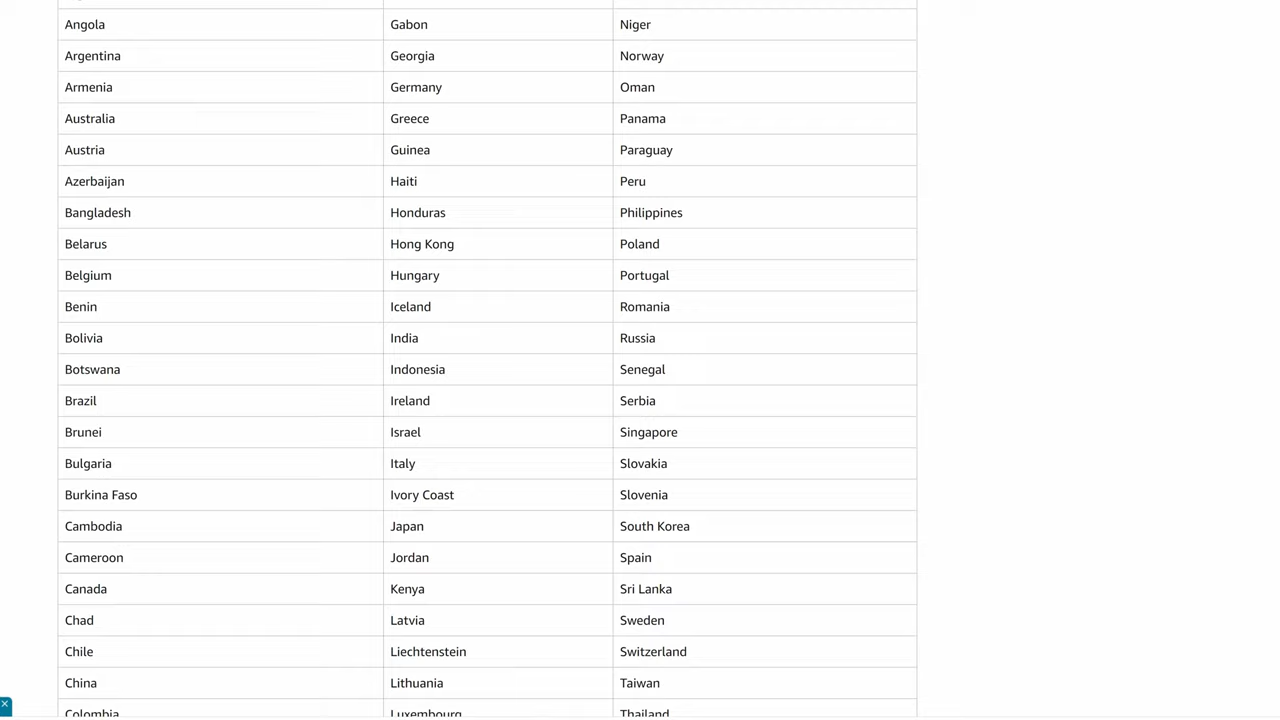 Angola Gabon Niger
Argentina Georgia Norway
Armenia Germany Oman
Australia Greece Panama
Austria Guinea Paraguay
Azerbaijan Haiti Peru
Bangladesh Honduras Philippines
Belarus Hong Kong Poland
Belgium Hungary Portugal
Benin Iceland Romania
Bolivia India Russia
Botswana Indonesia Senegal
Brazil Ireland Serbia
Brunei Israel Singapore
Bulgaria Italy Slovakia
Burkina Faso Ivory Coast Slovenia
Cambodia Japan South Korea
Cameroon Jordan Spain
Canada Kenya Sri Lanka
Chad Latvia Sweden
Chile Liechtenstein Switzerland
China Lithuania Taiwan
Colombia Luxembourg Thailand